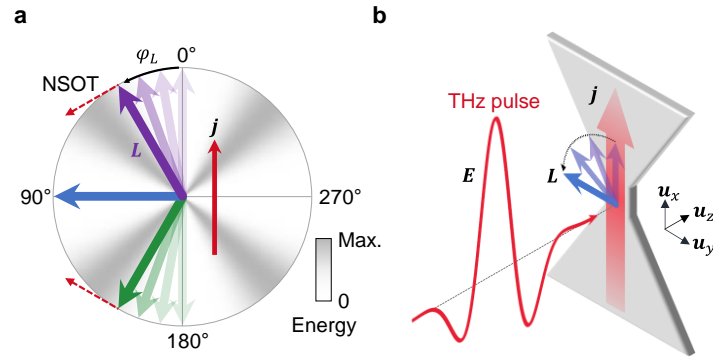 a
φL
0°
NSOT
j
L
90°
270°
Max.
0
Energy
180°
b
THz pulse
E
j
L
ux
uz
uy